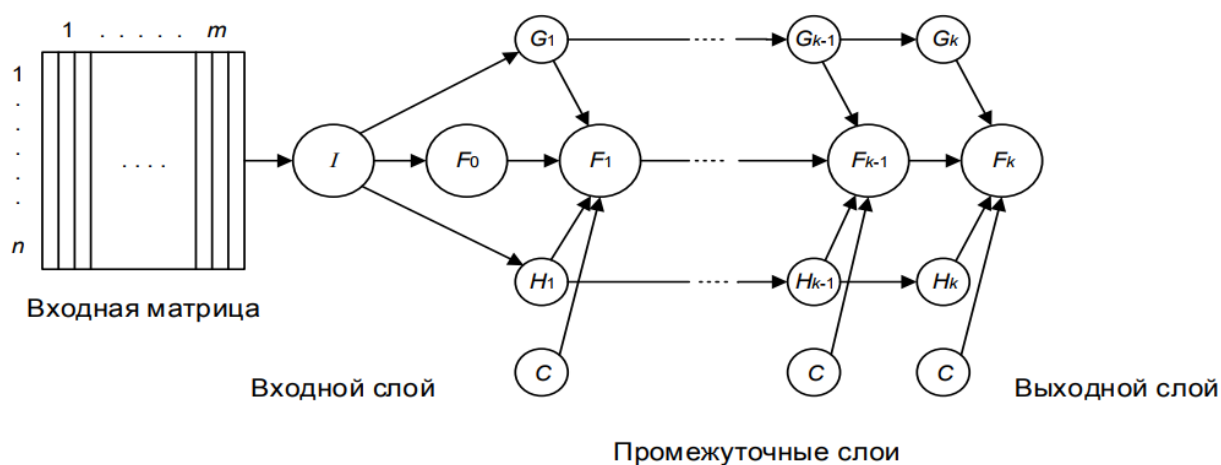 1 . . . . . m
1
.
.
.
.
.
.
n
. . . .
I
G1
Gk-1
Gk
F0
F1
Fk-1
Fk
H1
Hk-1
Hk
C
C
C
Входная матрица
Входной слой
Выходной слой
Промежуточные слои